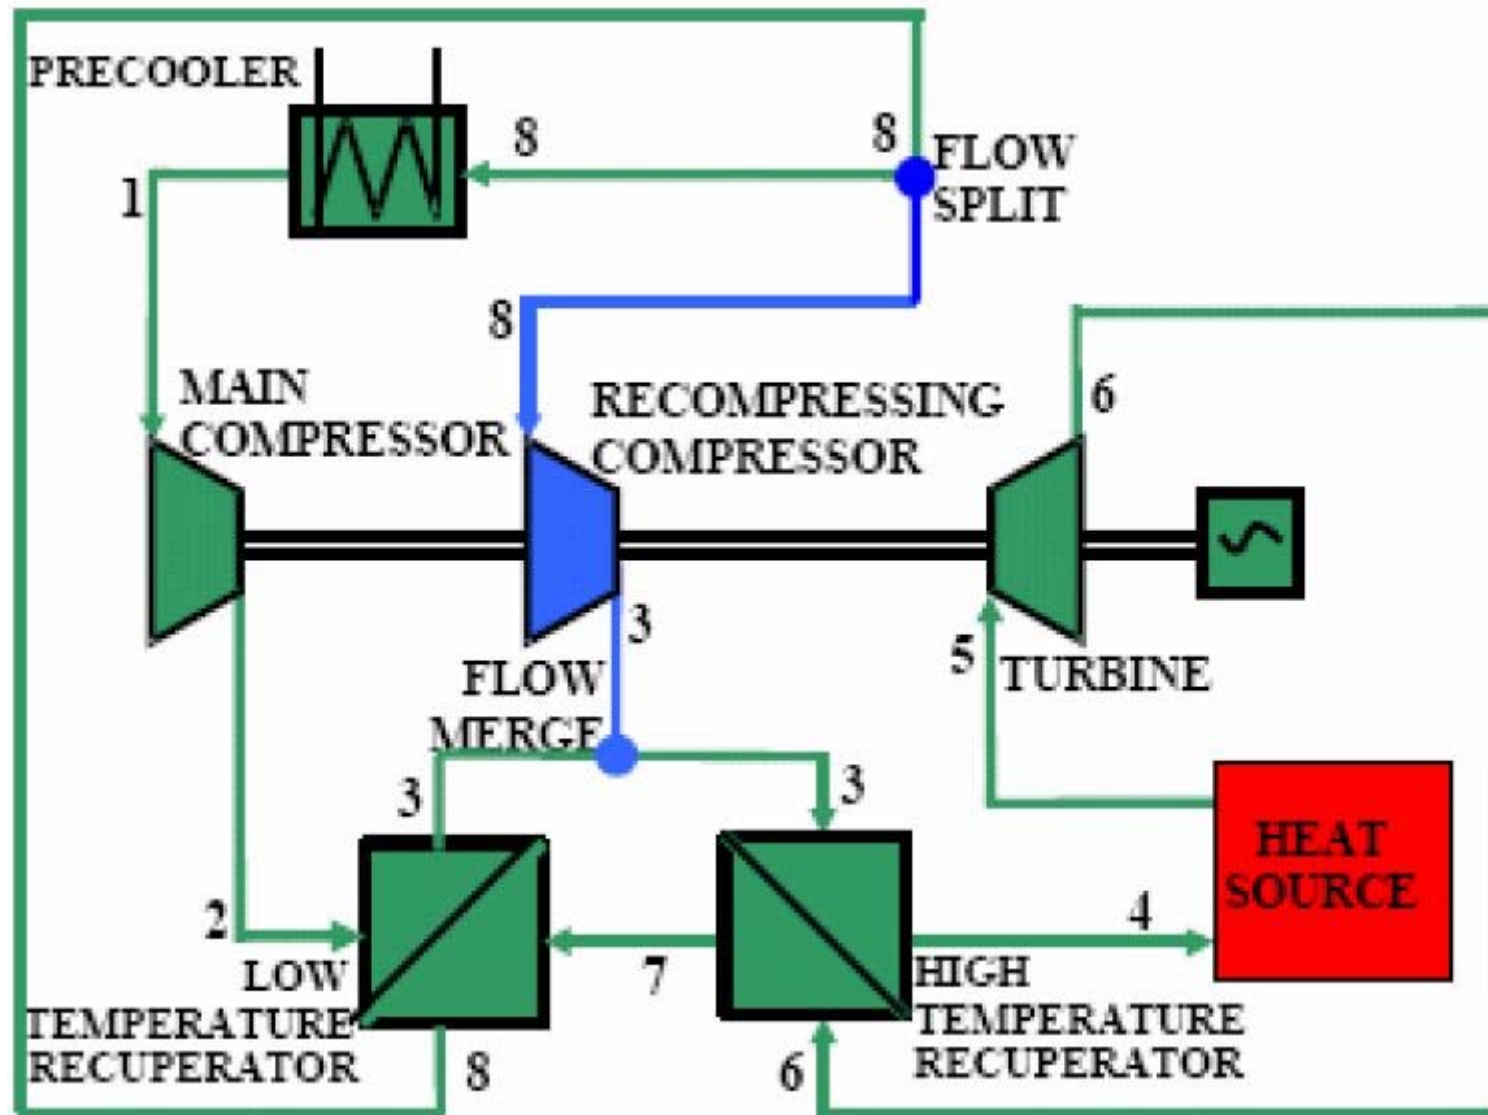 PRECOOLER
8
8
FLOW
SPLIT
1
8
MAIN
COMPRESSOR
RECOMPRESSING
COMPRESSOR
6
3
5
TURBINE
FLOW
MERGE
3
3
HEAT
SOURCE
2
4
7
LOW
TEMPERATURE
RECUPERATOR
8
6
HIGH
TEMPERATURE
RECUPERATOR